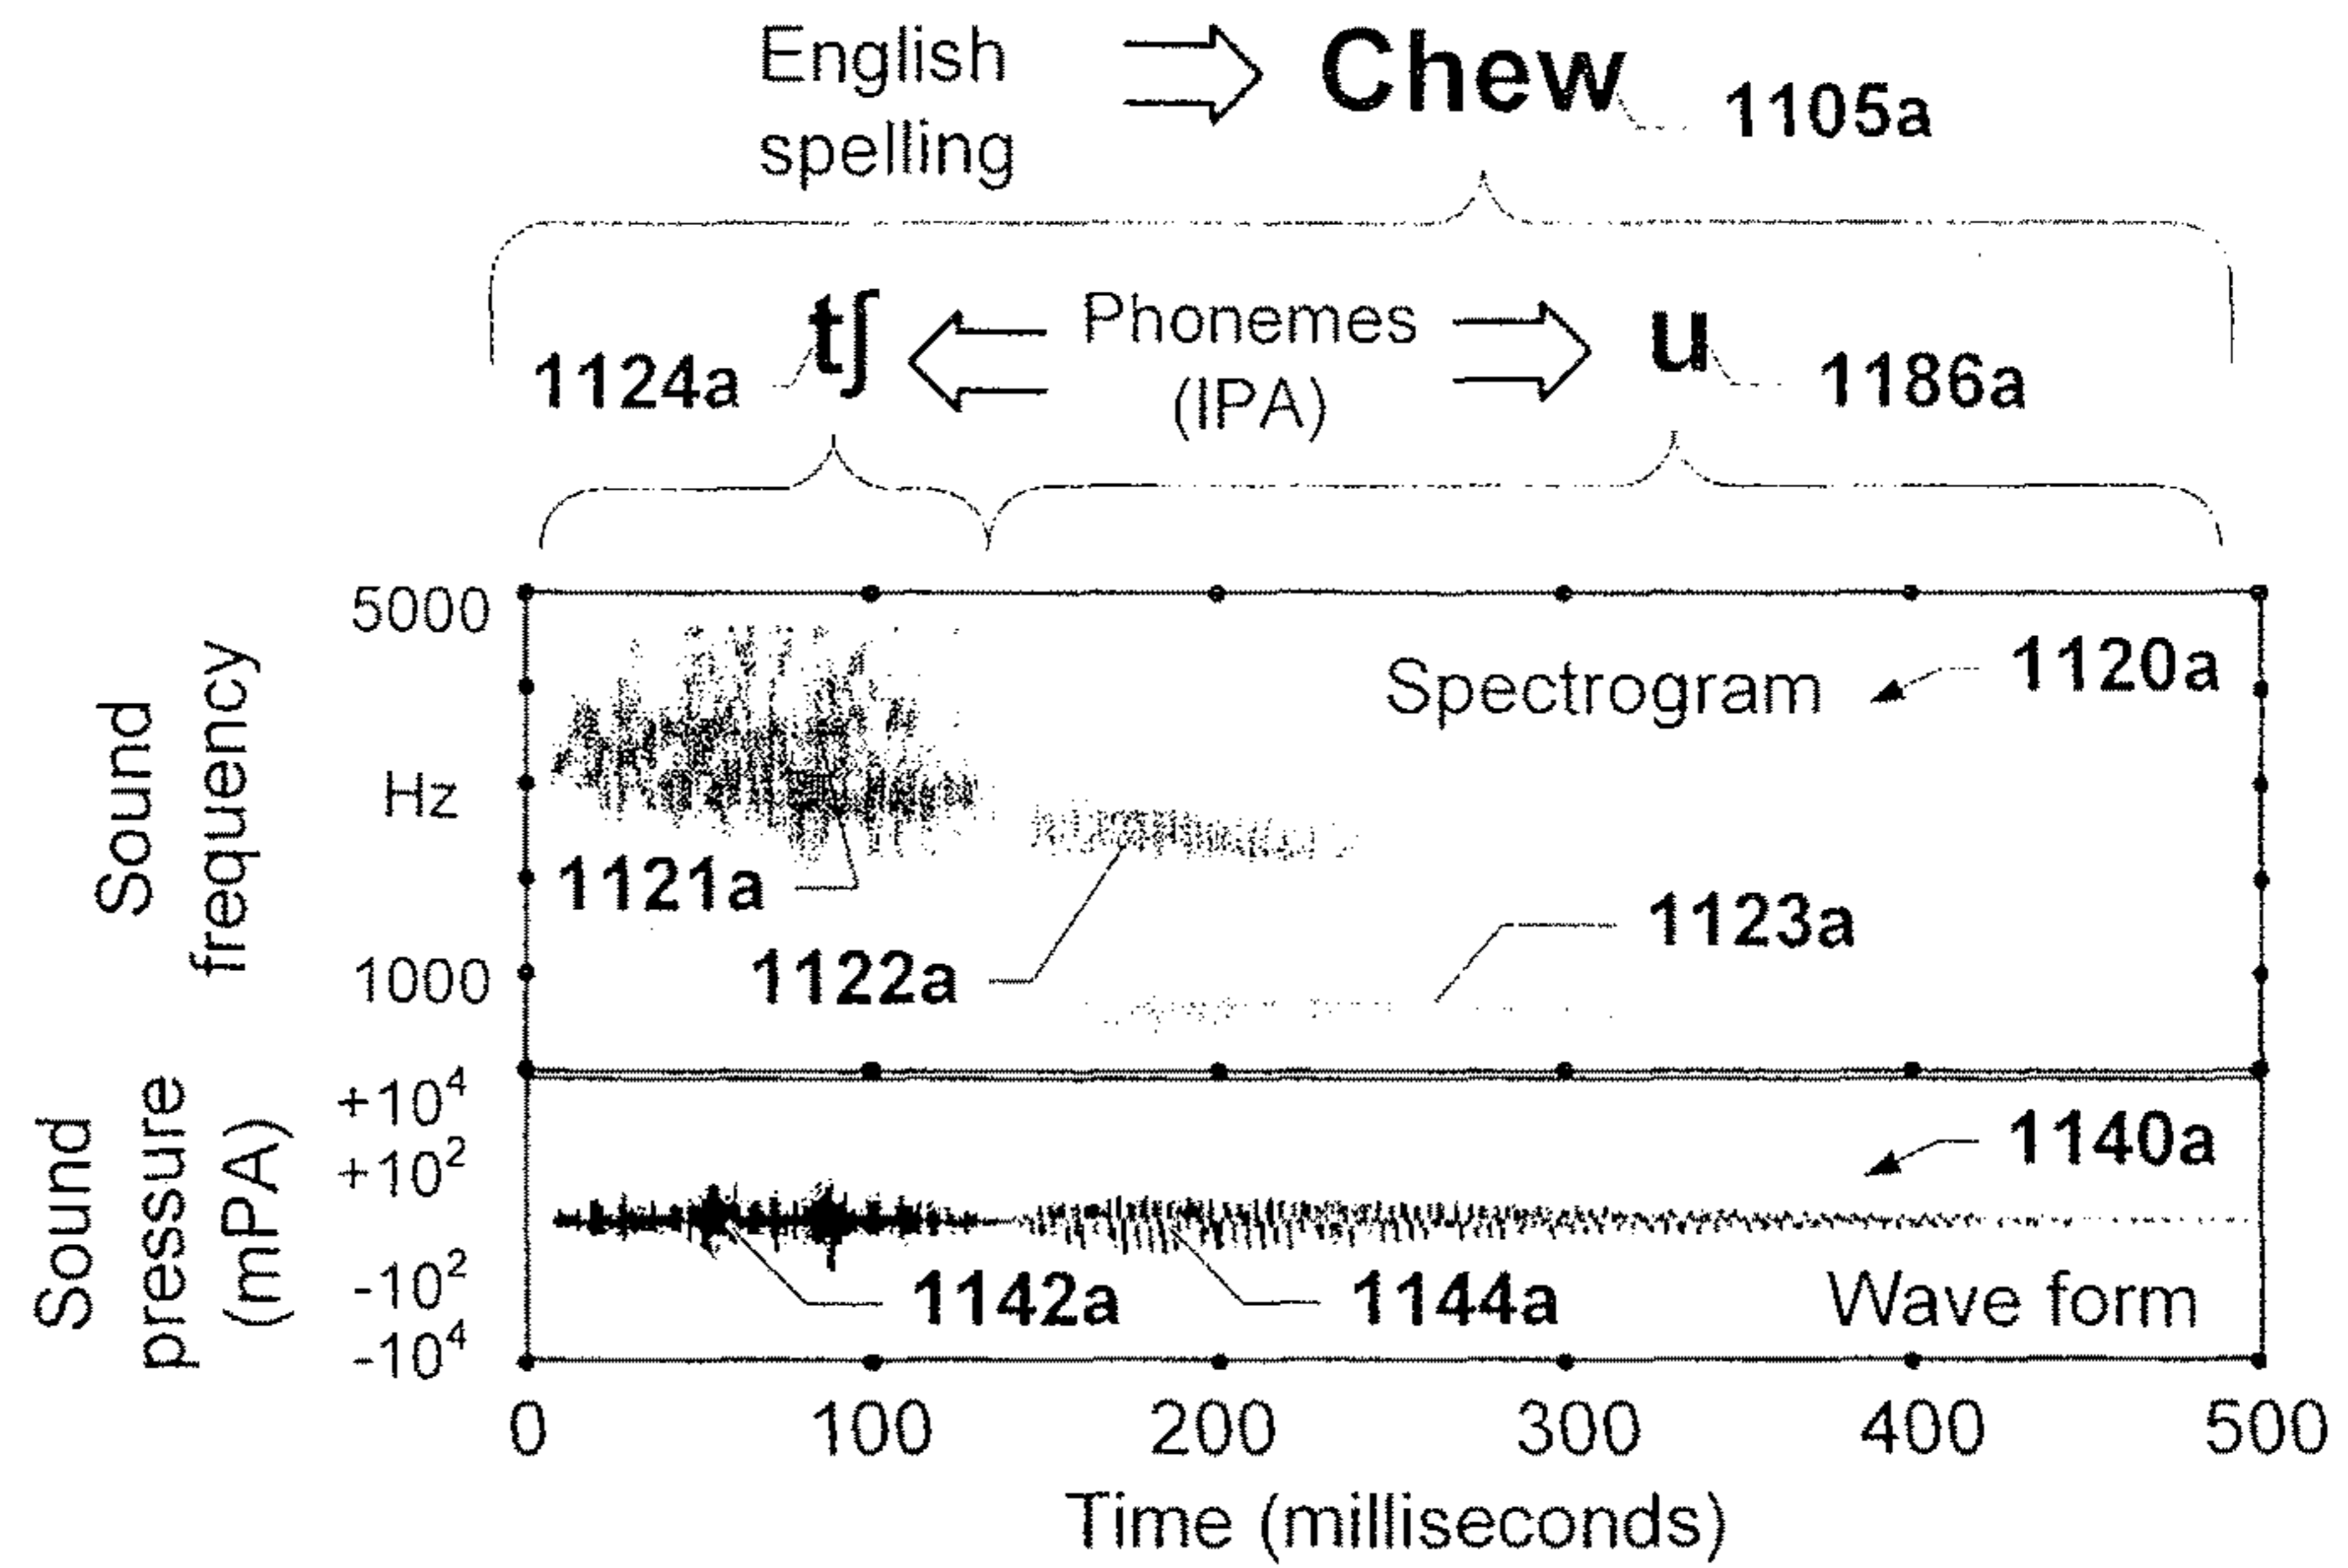 English
spelling
Chew
1105a
tʃ
Phonemes
(IPA)
u
1124a
1186a
5000
Spectrogram
1120a
Sound
frequency
Hz
1121a
1123a
1122a
1000
Sound
pressure
(mPA)
+10⁴
+10²
-10²
-10⁴
1140a
1142a
1144a
Wave form
0 100 200 300 400 500
Time (milliseconds)